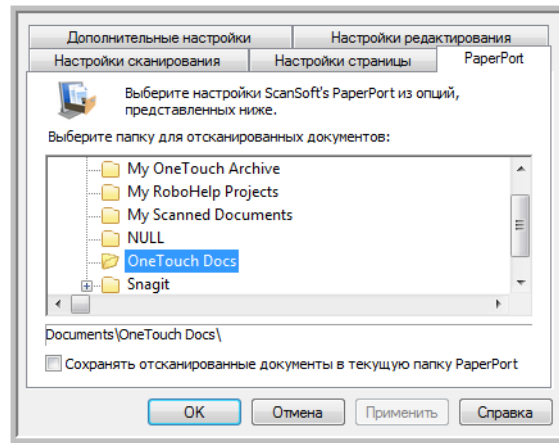 Дополнительные настройки
Настройки редактирования
Настройки сканирования
Настройки страницы
PaperPort
Выберите настройки ScanSoft's PaperPort из опций,
представленных ниже.
Выберите папку для отсканированных документов:
My OneTouch Archive
My RoboHelp Projects
My Scanned Documents
NULL
OneTouch Docs
Snagit
Documents\OneTouch Docs\
Сохранять отсканированные документы в текущую папку PaperPort
OK
Отмена
Применить
Справка